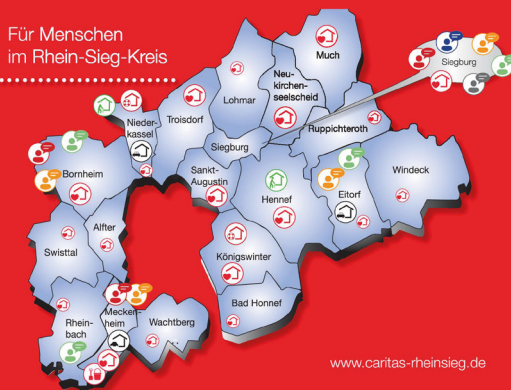 Für Menschen
im Rhein-Sieg-Kreis
Much
Siegburg
Lohmar
Neu-
kirchen-
seelscheid
Troisdorf
Nieder-
kassel
Ruppichteroth
Siegburg
Bornheim
Sankt-
Augustin
Windeck
Hennef
Eitorf
Alfter
Swisttal
Königswinter
Bad Honnef
Rhein-
bach
Mecken-
heim
Wachtberg
www.caritas-rheinsieg.de